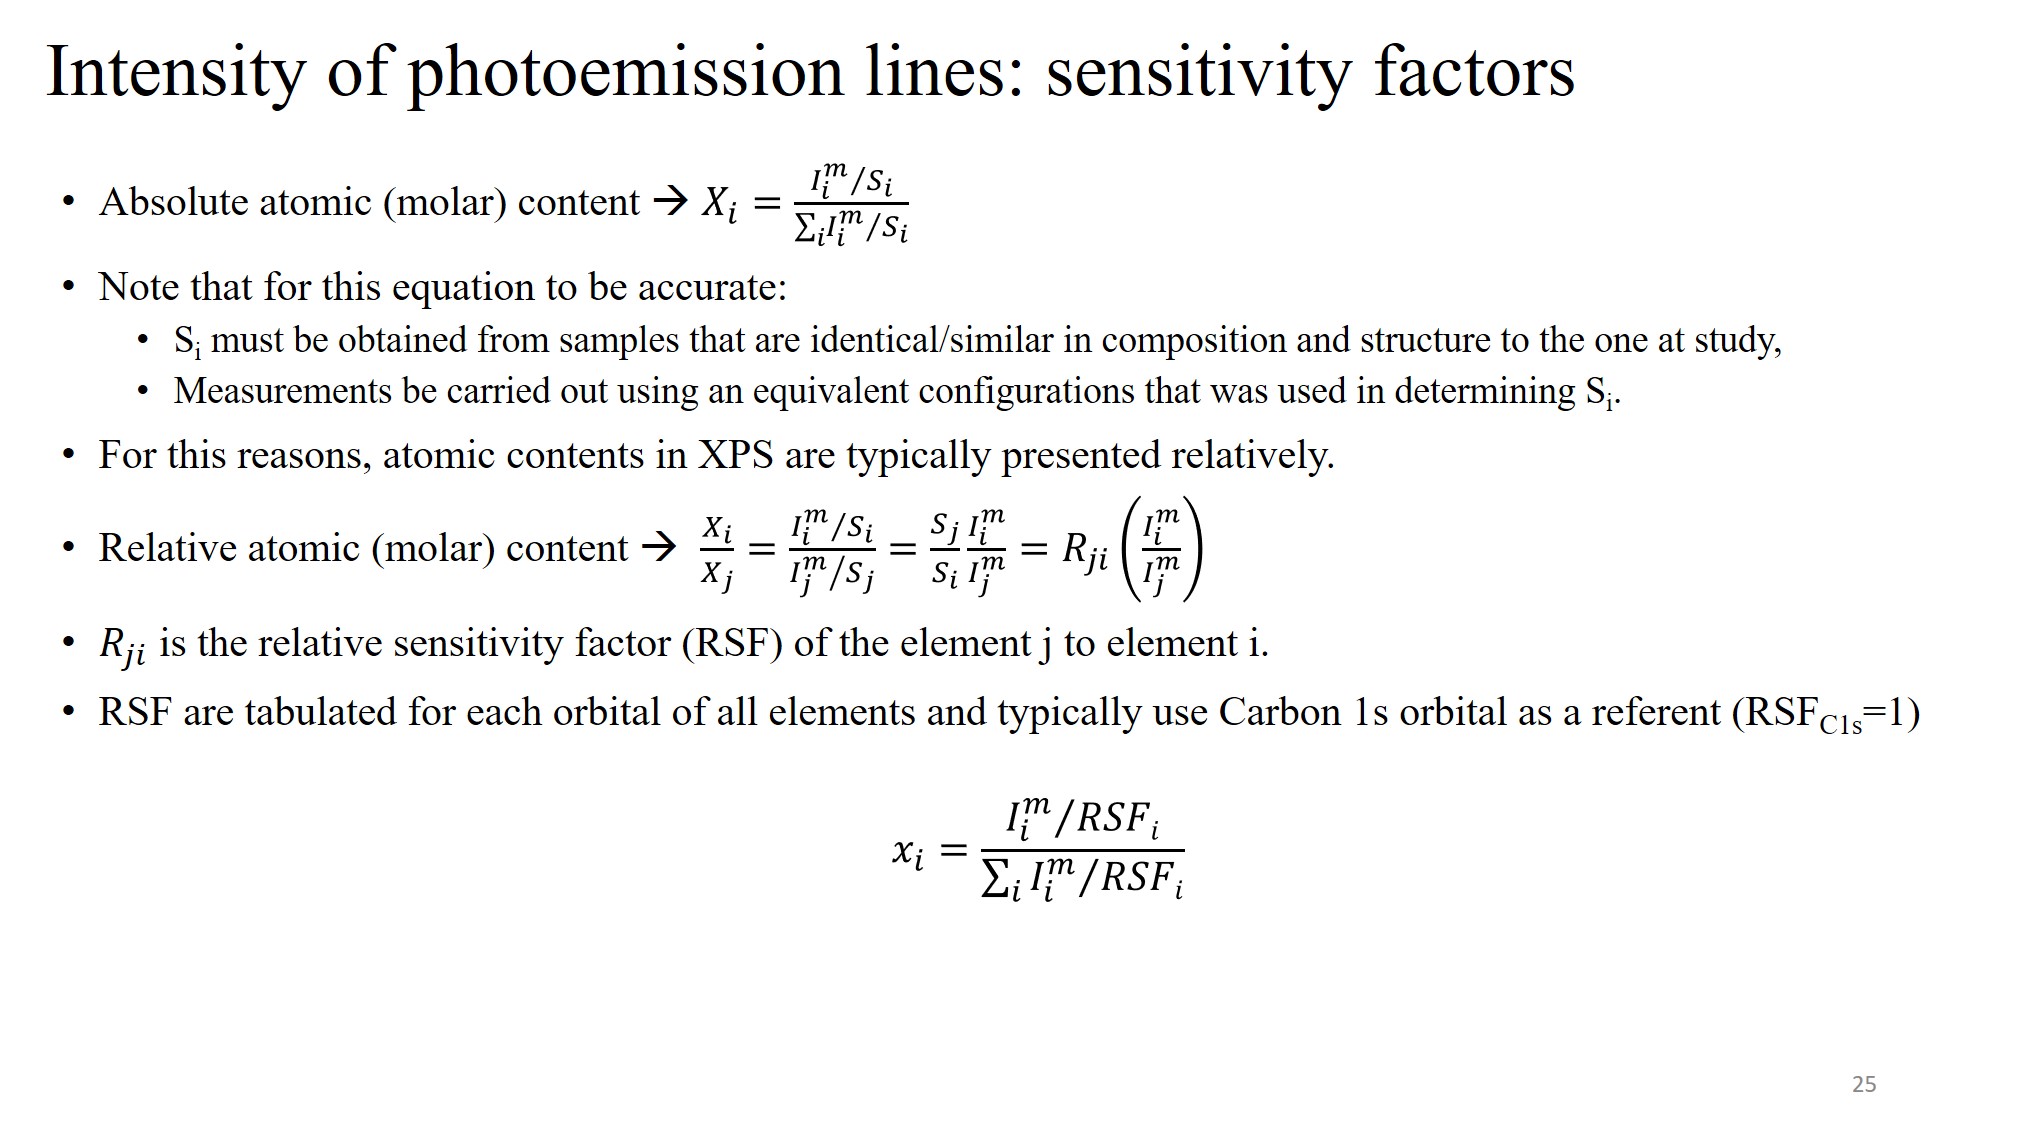 Intensity of photoemission lines: sensitivity factors
• Absolute atomic (molar) content → $X_i = \frac{I_i^m/S_i}{\sum_i I_i^m/S_i}$
• Note that for this equation to be accurate:
• S_i must be obtained from samples that are identical/similar in composition and structure to the one at study,
• Measurements be carried out using an equivalent configurations that was used in determining S_i.
• For this reasons, atomic contents in XPS are typically presented relatively.
• Relative atomic (molar) content → $\frac{X_i}{X_j} = \frac{I_i^m/S_i}{I_j^m/S_j} = \frac{S_j}{S_i}\frac{I_i^m}{I_j^m} = R_{ji}\left(\frac{I_i^m}{I_j^m}\right)$
• $R_{ji}$ is the relative sensitivity factor (RSF) of the element j to element i.
• RSF are tabulated for each orbital of all elements and typically use Carbon 1s orbital as a referent (RSF_{C1s}=1)
$x_i = \frac{I_i^m/RSF_i}{\sum_i I_i^m/RSF_i}$
25